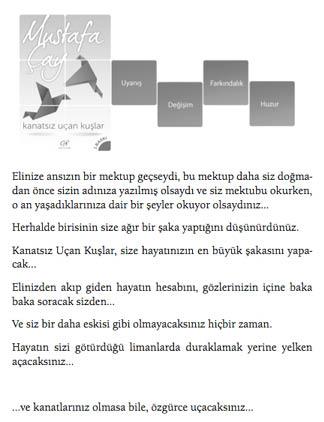 Mustafa
Çay
kanatsız uçan kuşlar
Uyanış
Değişim
Farkındalık
Huzur
Elinize ansızın bir mektup geçseydi, bu mektup daha siz doğma-
dan önce sizin adınıza yazılmış olsaydı ve siz mektubu okurken,
o an yaşadıklarınıza dair bir şeyler okuyor olsaydınız...
Herhalde birisinin size ağır bir şaka yaptığını düşünürdünüz.
Kanatsız Uçan Kuşlar, size hayatınızın en büyük şakasını yapa-
cak...
Elinizden akıp giden hayatın hesabını, gözlerinizin içine baka
baka soracak sizden...
Ve siz bir daha eskisi gibi olmayacaksınız hiçbir zaman.
Hayatın sizi götürdüğü limanlarda duraklamak yerine yelken
açacaksınız...
...ve kanatlarınız olmasa bile, özgürce uçacaksınız...